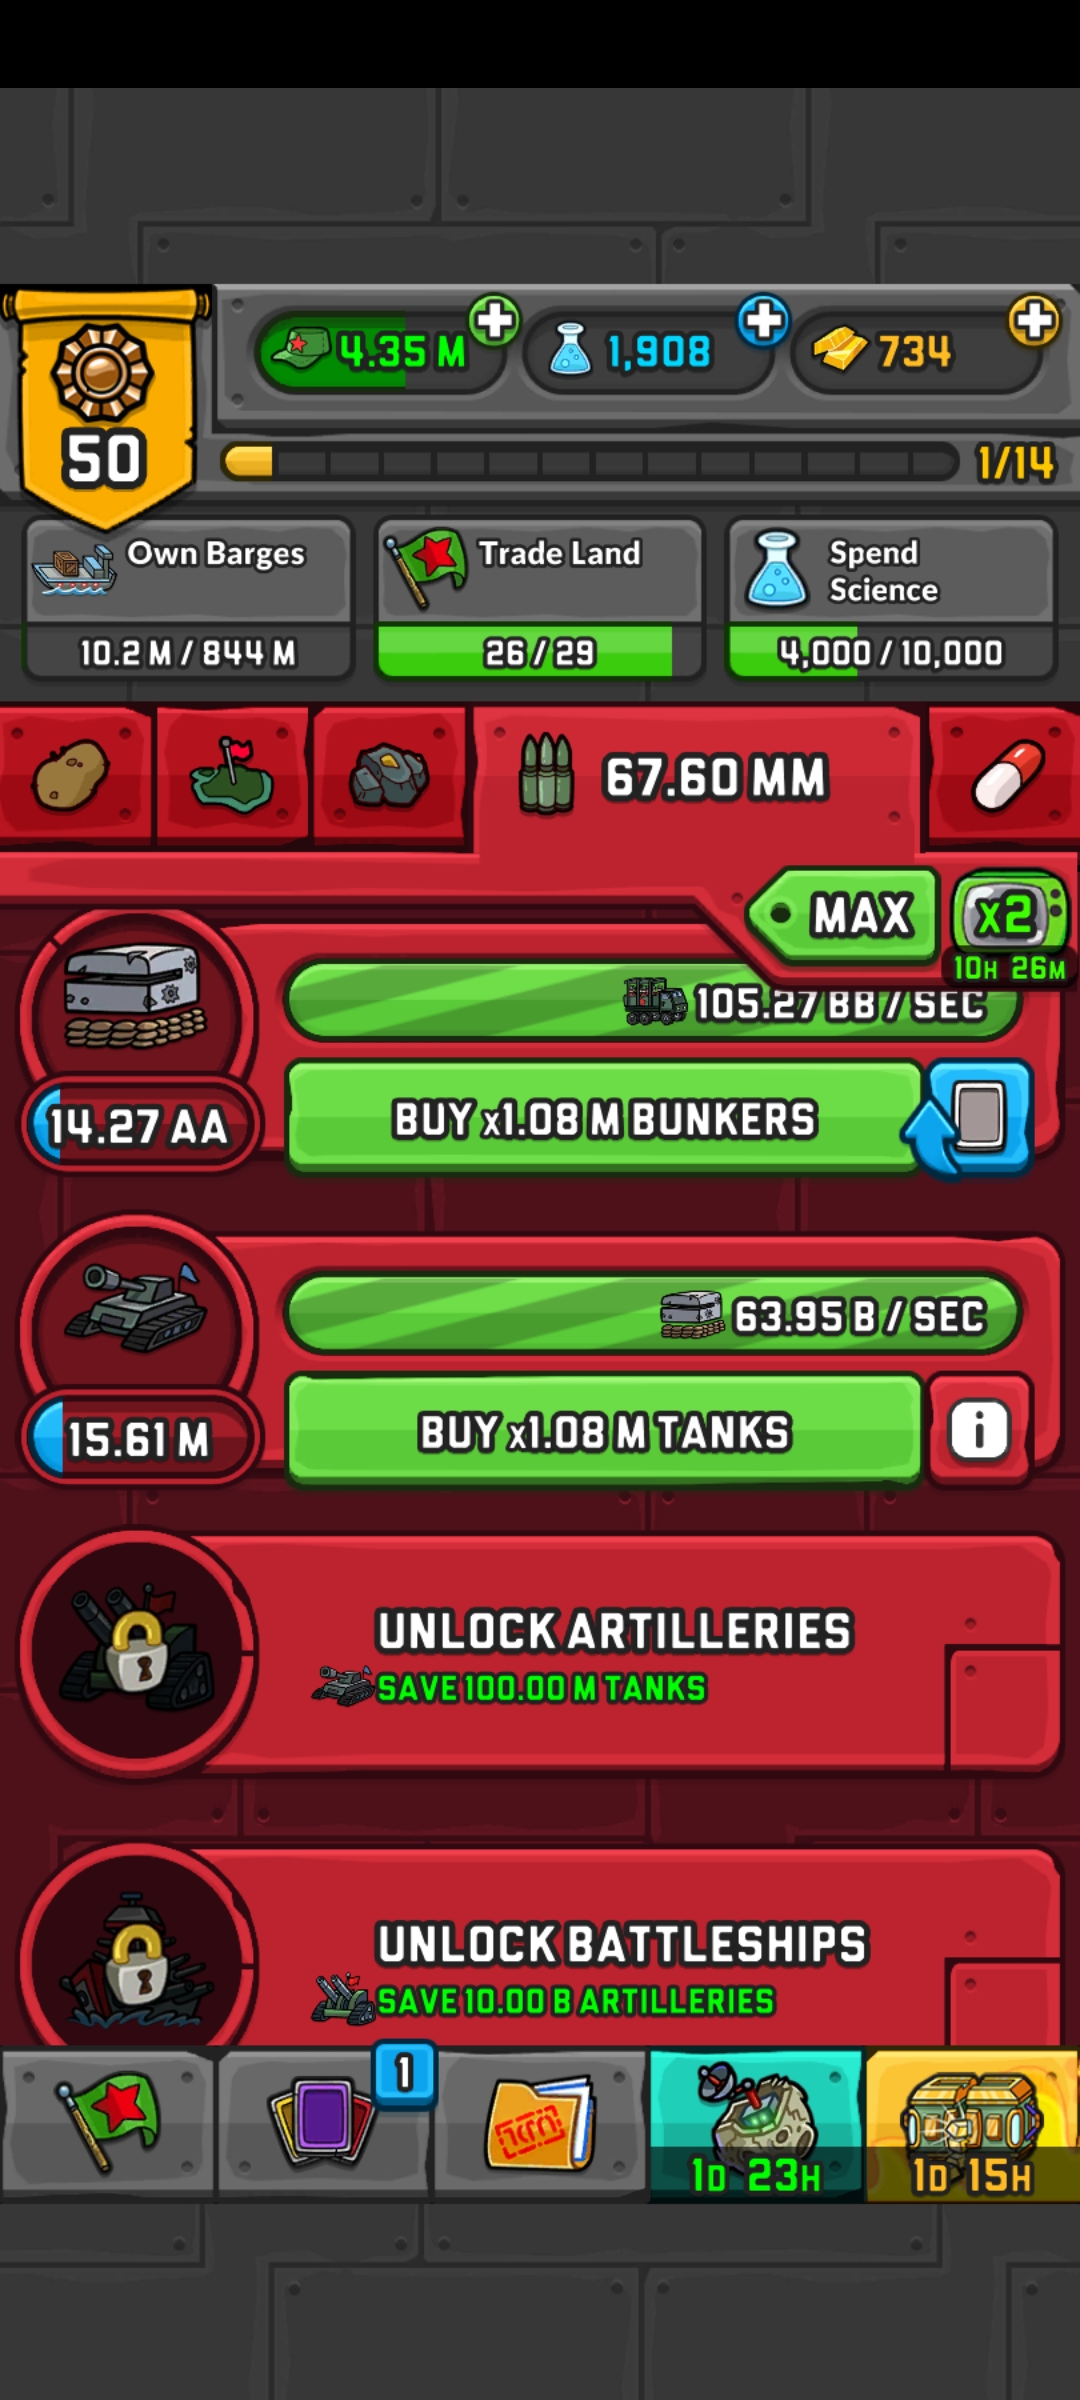 4.35 M
1,908
734
50
1/14
Own Barges
10.2 M / 844 M
Trade Land
26 / 29
Spend
Science
4,000 / 10,000
67.60 MM
MAX
x2
10H 26M
105.27 BB / SEC
14.27 AA
BUY x1.08 M BUNKERS
63.95 B / SEC
15.61 M
BUY x1.08 M TANKS
i
UNLOCK ARTILLERIES
SAVE 100.00 M TANKS
UNLOCK BATTLESHIPS
SAVE 10.00 B ARTILLERIES
1
1D 23H
1D 15H